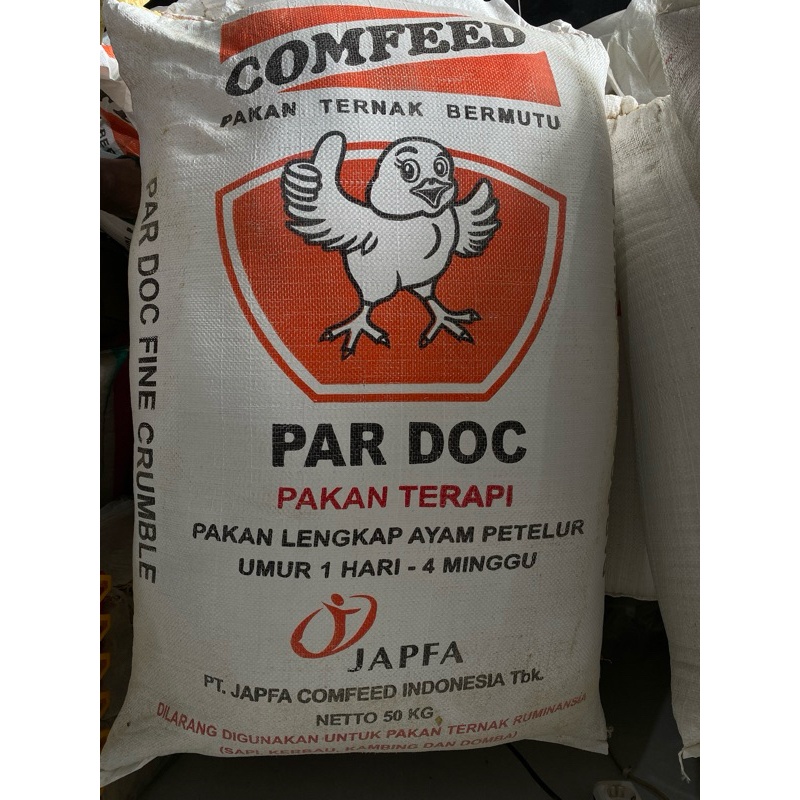 COMFEED
PAKAN TERNAK BERMUTU
PAR DOC FINE CRUMBLE
PAR DOC
PAKAN TERAPI
PAKAN LENGKAP AYAM PETELUR
UMUR 1 HARI - 4 MINGGU
JAPFA
PT. JAPFA COMFEED INDONESIA Tbk.
NETTO 50 KG
DILARANG DIGUNAKAN UNTUK PAKAN TERNAK RUMINANSIA
(SAPI, KERBAU, KAMBING DAN DOMBA)